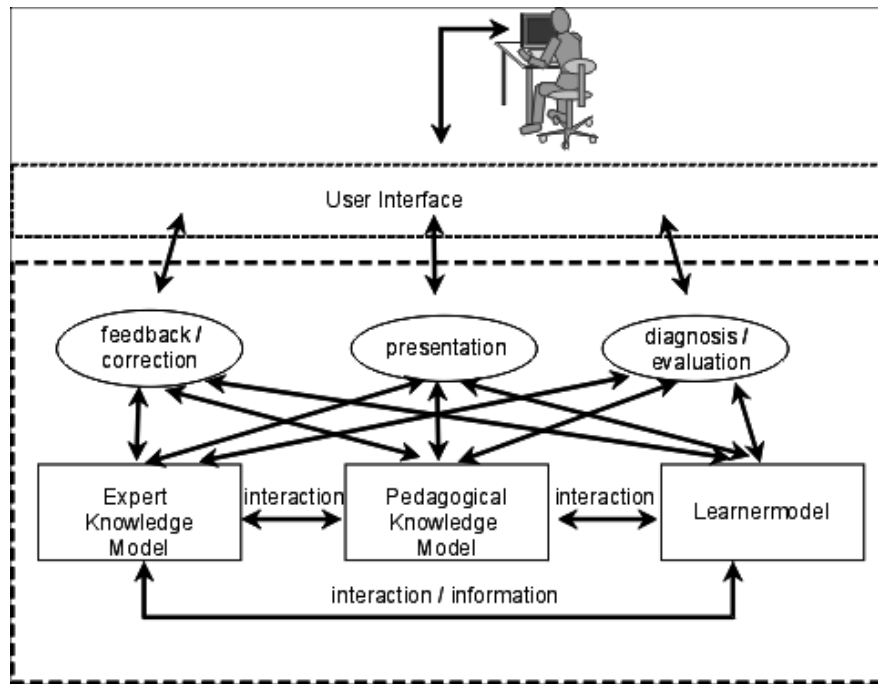 User Interface
feedback /
correction
presentation
diagnosis /
evaluation
Expert
Knowledge
Model
interaction
Pedagogical
Knowledge
Model
interaction
Learnermodel
interaction / information